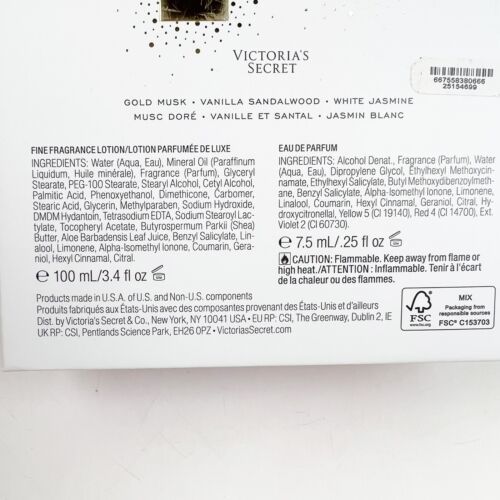 VICTORIA'S
SECRET
667558380666
25154699
GOLD MUSK • VANILLA SANDALWOOD • WHITE JASMINE
MUSC DORÉ • VANILLE ET SANTAL • JASMIN BLANC
FINE FRAGRANCE LOTION/LOTION PARFUMÉE DE LUXE
INGREDIENTS: Water (Aqua, Eau), Mineral Oil (Paraffinum
Liquidum, Huile minérale), Fragrance (Parfum), Glyceryl
Stearate, PEG-100 Stearate, Stearyl Alcohol, Cetyl Alcohol,
Palmitic Acid, Phenoxyethanol, Dimethicone, Carbomer,
Stearic Acid, Glycerin, Methylparaben, Sodium Hydroxide,
DMDM Hydantoin, Tetrasodium EDTA, Sodium Stearoyl Lac-
tylate, Tocopheryl Acetate, Butyrospermum Parkii (Shea)
Butter, Aloe Barbadensis Leaf Juice, Benzyl Salicylate, Lin-
alool, Limonene, Alpha-Isomethyl Ionone, Coumarin, Gera-
niol, Hexyl Cinnamal, Citral.
℮ 100 mL/3.4 fl oz
EAU DE PARFUM
INGREDIENTS: Alcohol Denat., Fragrance (Parfum), Water
(Aqua, Eau), Dipropylene Glycol, Ethylhexyl Methoxycin-
namate, Ethylhexyl Salicylate, Butyl Methoxydibenzoylmeth-
ane, Benzyl Salicylate, Alpha-Isomethyl Ionone, Limonene,
Linalool, Coumarin, Hexyl Cinnamal, Geraniol, Citral, Hy-
droxycitronellal, Yellow 5 (CI 19140), Red 4 (CI 14700), Ext.
Violet 2 (CI 60730).
℮ 7.5 mL/.25 fl oz
CAUTION: Flammable. Keep away from flame or
high heat./ATTENTION : Inflammable. Tenir à l'écart
de la chaleur ou des flammes.
Products made in U.S.A. of U.S. and Non-U.S. components
Produits fabriqués aux États-Unis avec des composants provenant des États-Unis et d'ailleurs
Dist. by Victoria's Secret & Co., New York, NY 10041 USA • EU RP: CSI, The Greenway, Dublin 2, IE
UK RP: CSI, Pentlands Science Park, EH26 0PZ • VictoriasSecret.com
FSC
www.fsc.org
MIX
Packaging from
responsible sources
FSC® C153703